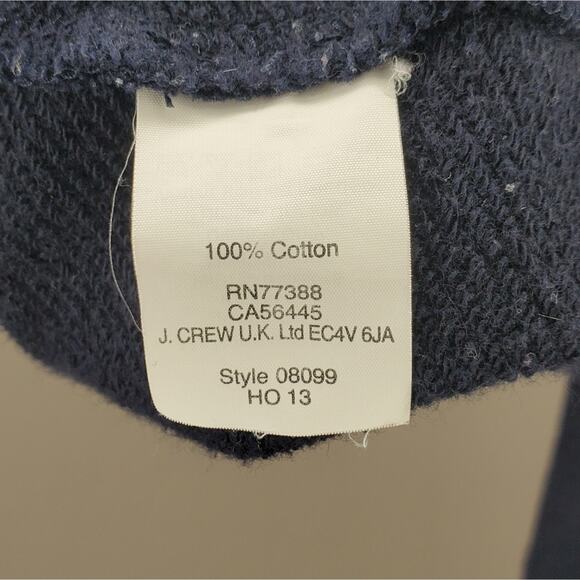 100% Cotton
RN77388
CA56445
J. CREW U.K. Ltd EC4V 6JA
Style 08099
HO 13